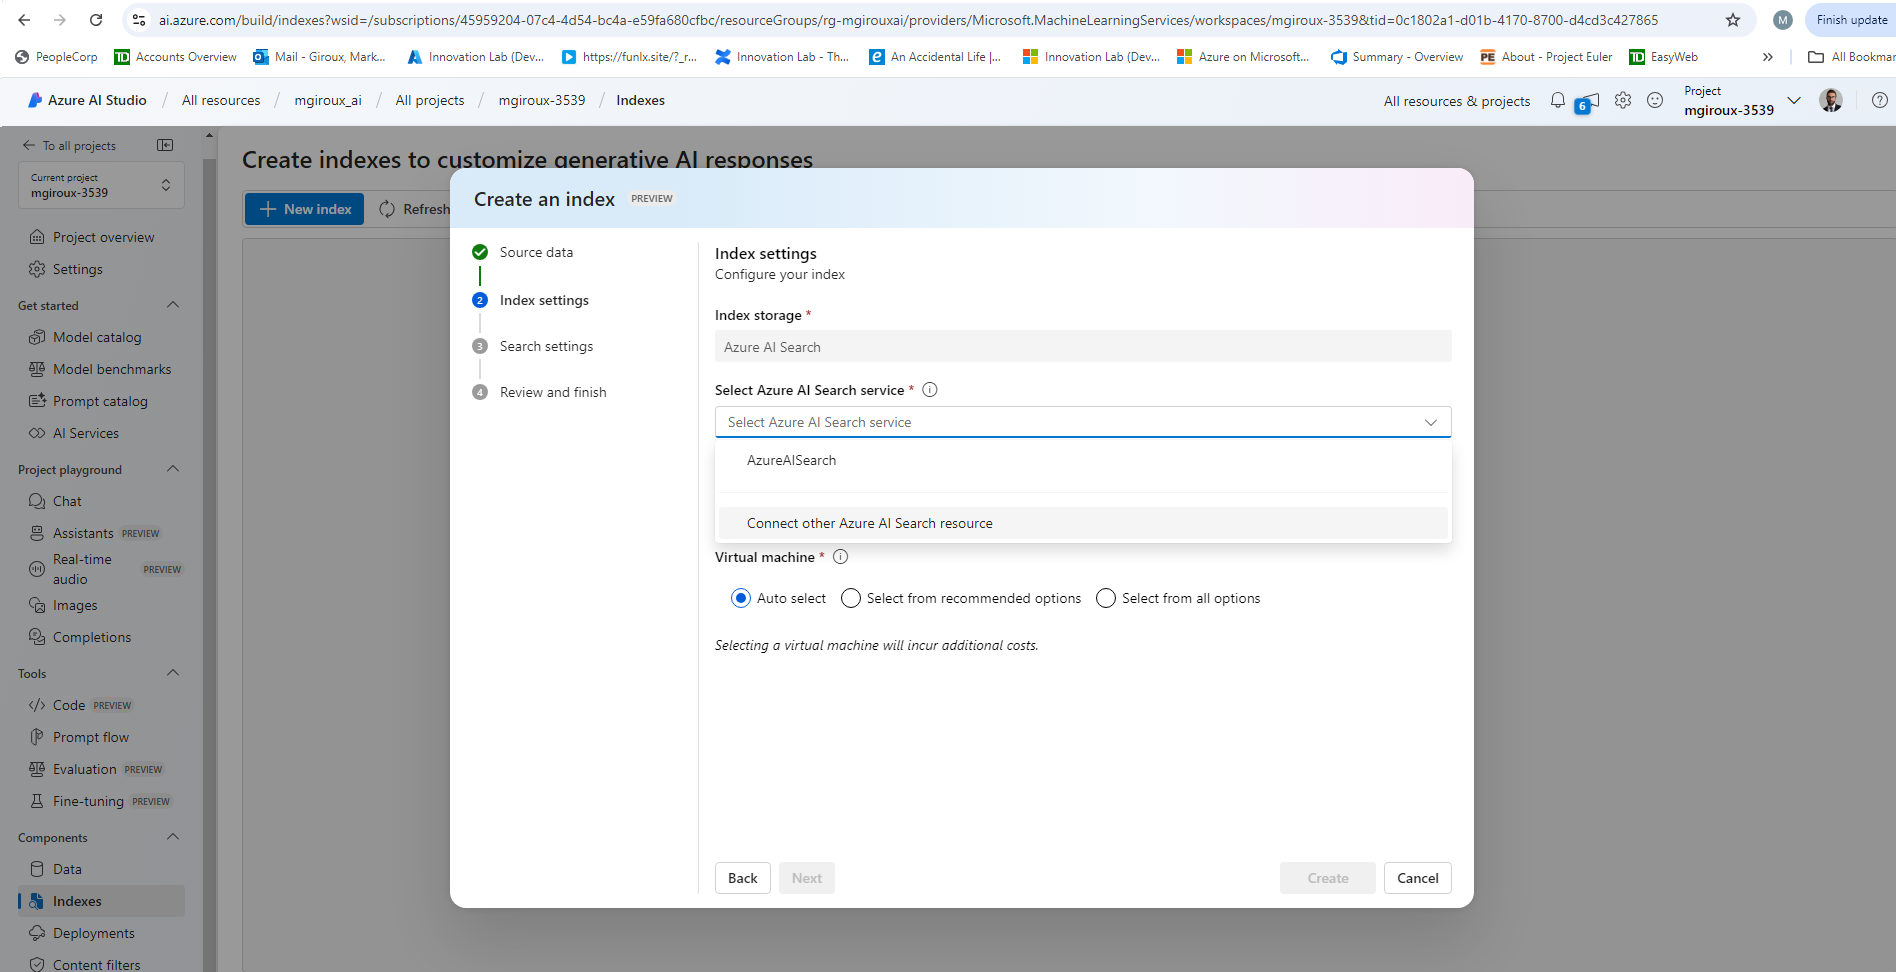 ai.azure.com/build/indexes?wsid=/subscriptions/45959204-07c4-4d54-bc4a-e59fa680cfbc/resourceGroups/rg-mgirouxai/providers/Microsoft.MachineLearningServices/workspaces/mgiroux-3539&tid=0c1802a1-d01b-4170-8700-d4cd3c427865
M
Finish update
PeopleCorp
TD Accounts Overview
Mail - Giroux, Mark...
Innovation Lab (Dev...
https://funlx.site/?_r...
Innovation Lab - Th...
An Accidental Life |...
Innovation Lab (Dev...
Azure on Microsoft...
Summary - Overview
PE About - Project Euler
TD EasyWeb
»
All Bookmar
Azure AI Studio / All resources / mgiroux_ai / All projects / mgiroux-3539 / Indexes
All resources & projects
6
Project
mgiroux-3539
To all projects
Current project
mgiroux-3539
Project overview
Settings
Get started
Model catalog
Model benchmarks
Prompt catalog
AI Services
Project playground
Chat
Assistants PREVIEW
Real-time audio PREVIEW
Images
Completions
Tools
Code PREVIEW
Prompt flow
Evaluation PREVIEW
Fine-tuning PREVIEW
Components
Data
Indexes
Deployments
Content filters
Create indexes to customize generative AI responses
New index
Refresh
Create an index PREVIEW
Source data
2 Index settings
3 Search settings
4 Review and finish
Index settings
Configure your index
Index storage *
Azure AI Search
Select Azure AI Search service *
Select Azure AI Search service
AzureAISearch
Connect other Azure AI Search resource
Virtual machine *
Auto select
Select from recommended options
Select from all options
Selecting a virtual machine will incur additional costs.
Back
Next
Create
Cancel